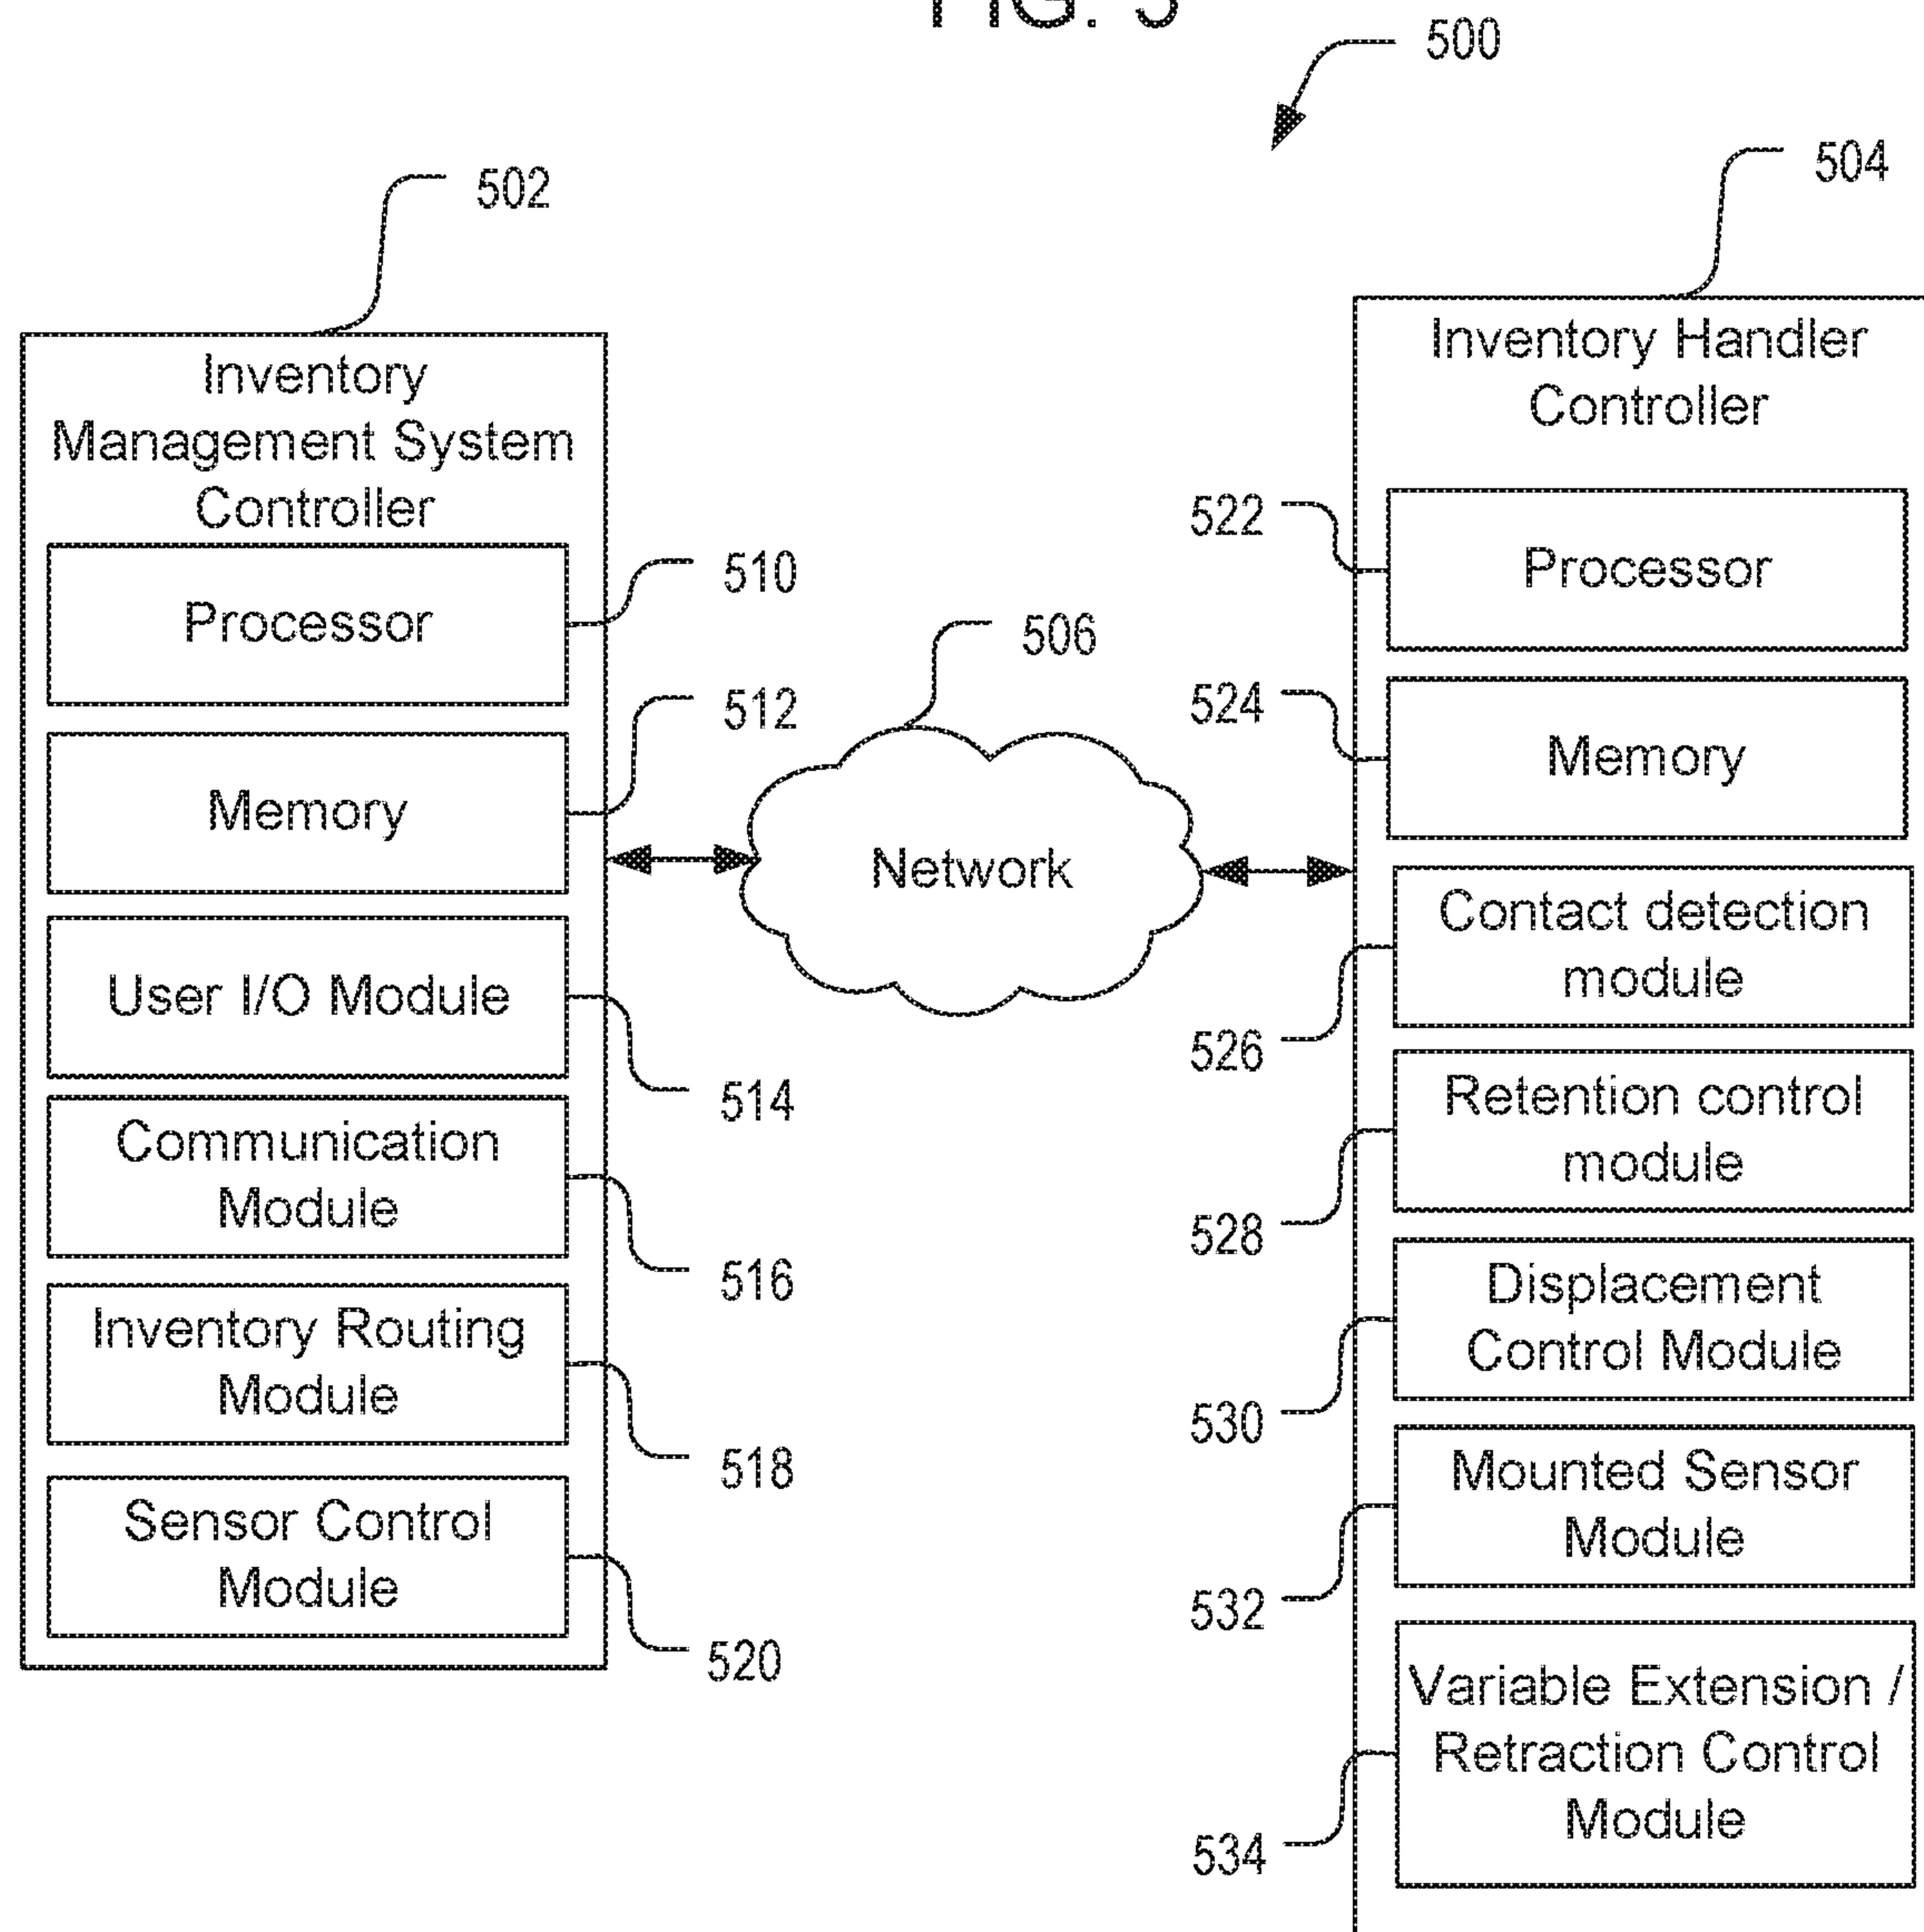 FIG. 5
500
502
504
Inventory
Management System
Controller
Processor
510
Memory
512
User I/O Module
514
Communication
Module
516
Inventory Routing
Module
518
Sensor Control
Module
520
506
Network
Inventory Handler
Controller
522
Processor
524
Memory
Contact detection
module
526
Retention control
module
528
Displacement
Control Module
530
Mounted Sensor
Module
532
Variable Extension /
Retraction Control
Module
534